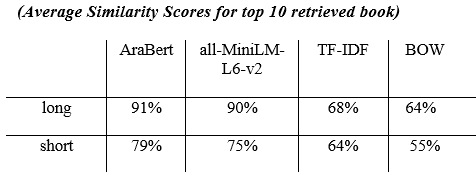 (Average Similarity Scores for top 10 retrieved book)
AraBert all-MiniLM-L6-v2 TF-IDF BOW
long 91% 90% 68% 64%
short 79% 75% 64% 55%